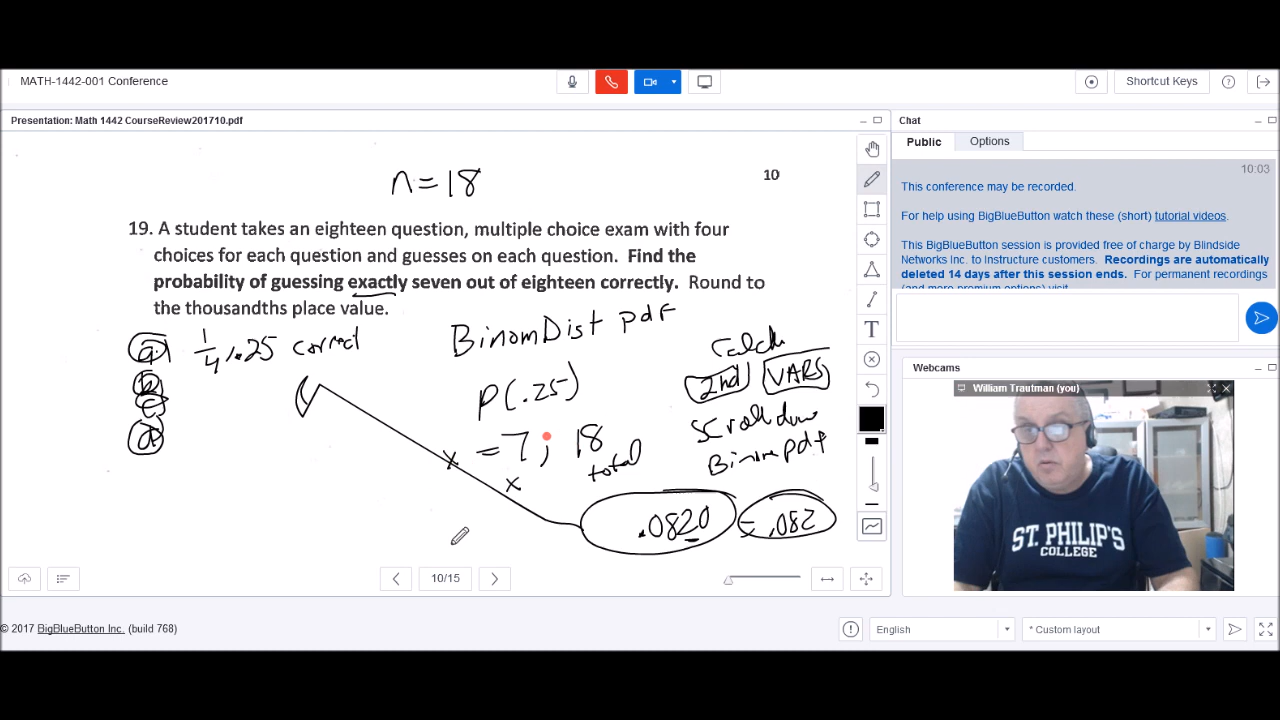 MATH-1442-001 Conference
Shortcut Keys
Presentation: Math 1442 CourseReview201710.pdf
n = 18
10
19. A student takes an eighteen question, multiple choice exam with four
choices for each question and guesses on each question. Find the
probability of guessing exactly seven out of eighteen correctly. Round to
the thousandths place value.
a 1/4 / .25 correct
b
c
d
BinomDist pdf
P(.25)
x = 7; 18
total
x
2nd VARS
Scroll down
Binompdf
.0820 = .082
10/15
Chat
Public Options
10:03
This conference may be recorded.
For help using BigBlueButton watch these (short) tutorial videos.
This BigBlueButton session is provided free of charge by Blindside
Networks Inc. to Instructure customers. Recordings are automatically
deleted 14 days after this session ends. For permanent recordings
(and more premium options) visit
Webcams
William Trautman (you)
ST. PHILIP'S
COLLEGE
© 2017 BigBlueButton Inc. (build 768)
English
* Custom layout